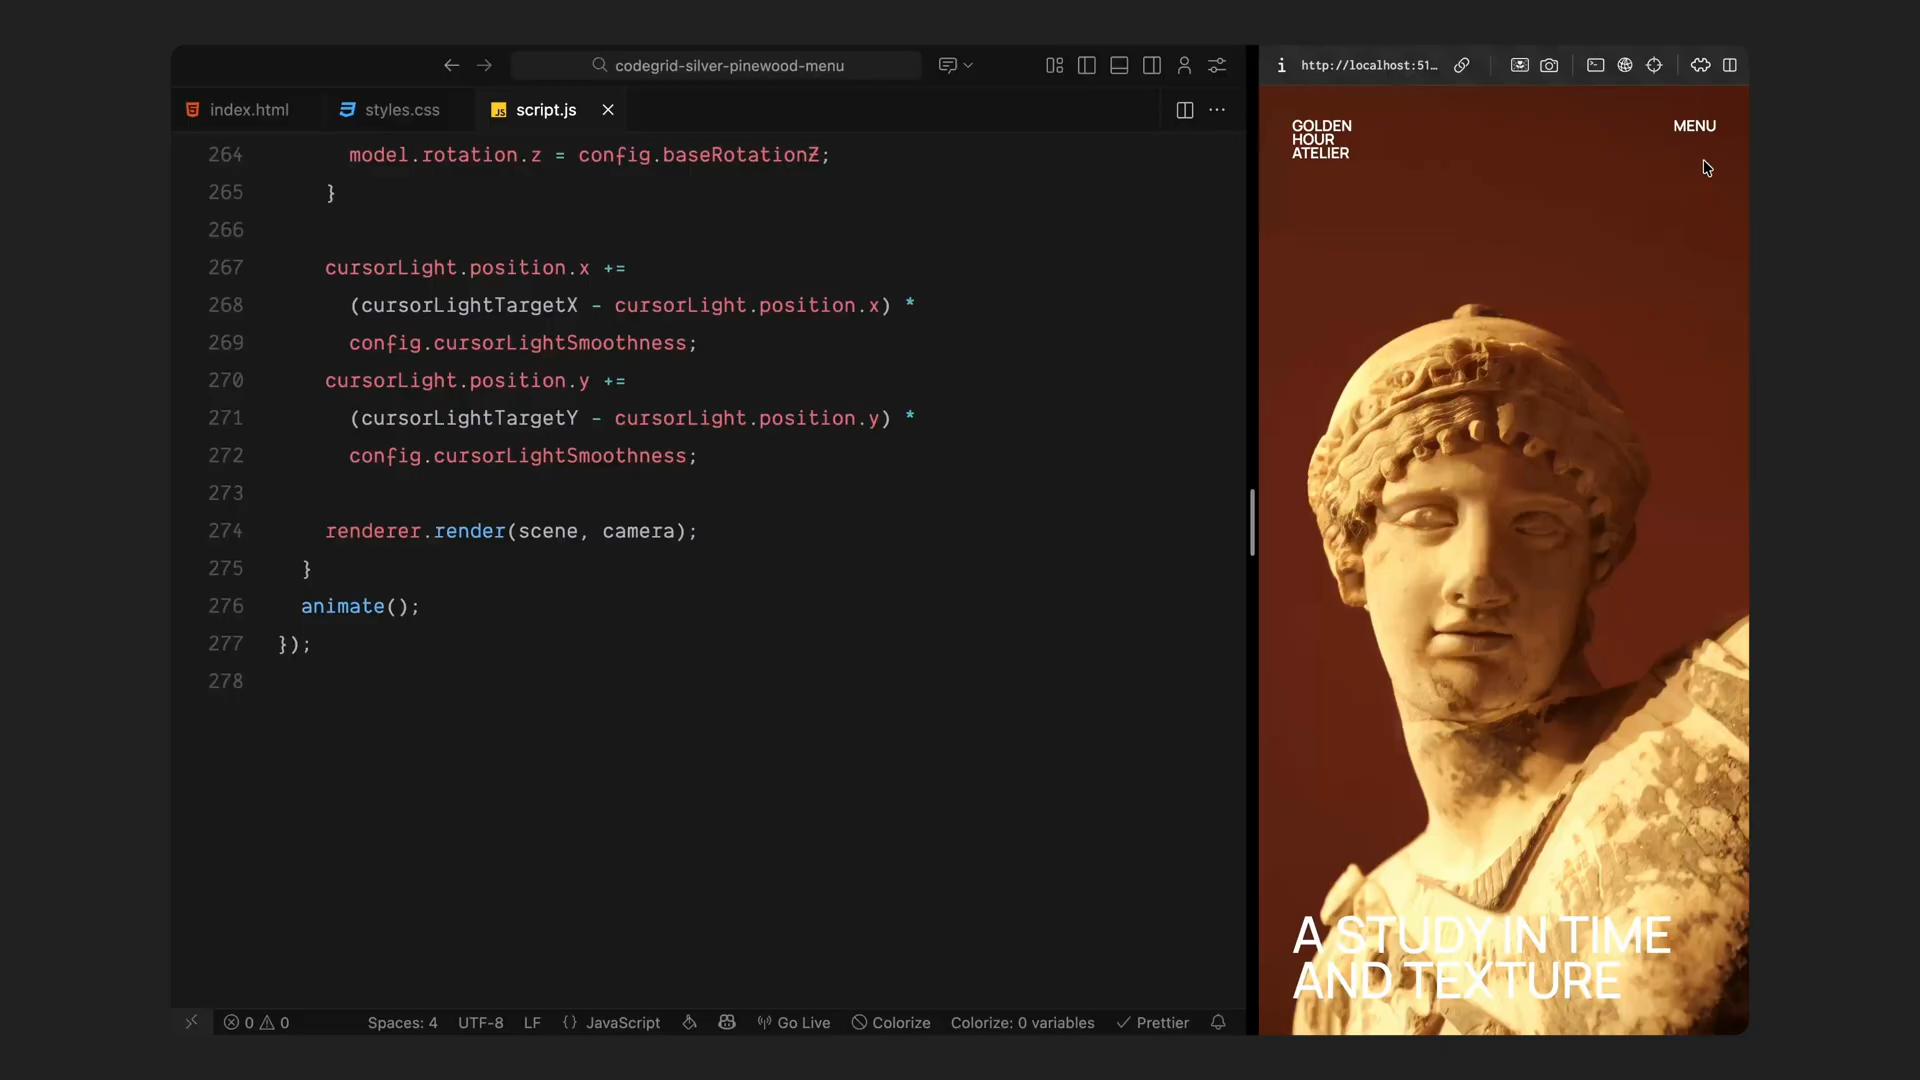 codegrid-silver-pinewood-menu
http://localhost:51…
index.html
styles.css
JS script.js
264 model.rotation.z = config.baseRotationZ;
265 }
266
267 cursorLight.position.x +=
268 (cursorLightTargetX - cursorLight.position.x) *
269 config.cursorLightSmoothness;
270 cursorLight.position.y +=
271 (cursorLightTargetY - cursorLight.position.y) *
272 config.cursorLightSmoothness;
273
274 renderer.render(scene, camera);
275 }
276 animate();
277 });
278
GOLDEN
HOUR
ATELIER
MENU
A STUDY IN TIME
AND TEXTURE
0 0 Spaces: 4 UTF-8 LF {} JavaScript Go Live Colorize Colorize: 0 variables Prettier